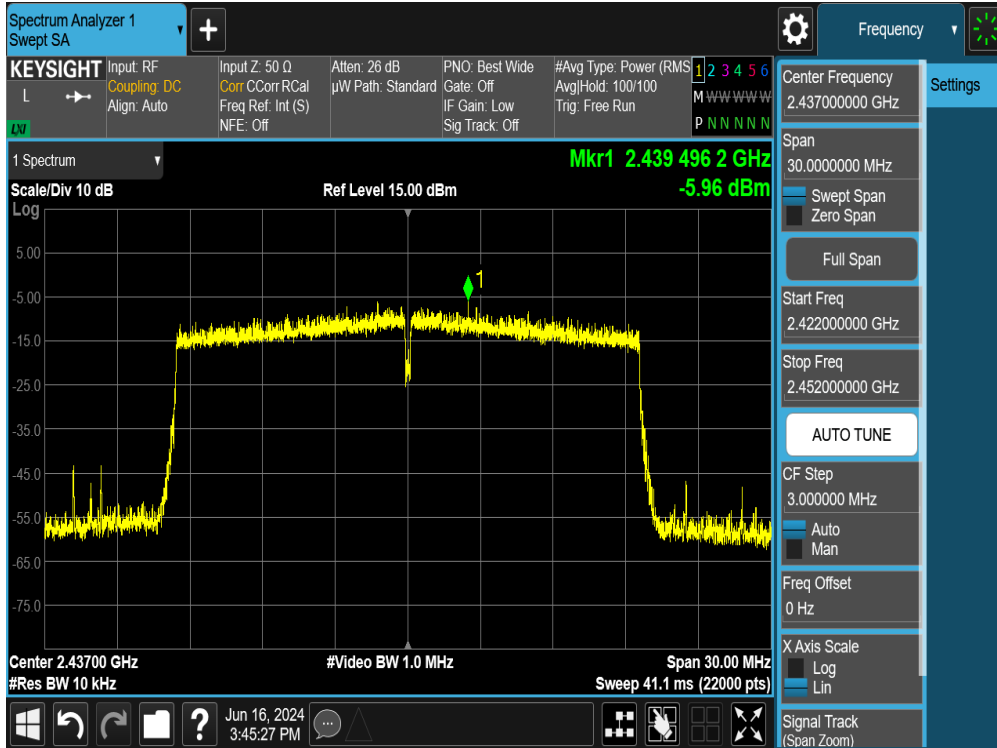 Spectrum Analyzer 1
Swept SA
+
Frequency
KEYSIGHT
L
LXI
Input: RF
Coupling: DC
Align: Auto
Input Z: 50 Ω
Corr CCorr RCal
Freq Ref: Int (S)
NFE: Off
Atten: 26 dB
µW Path: Standard
PNO: Best Wide
Gate: Off
IF Gain: Low
Sig Track: Off
#Avg Type: Power (RMS
Avg|Hold: 100/100
Trig: Free Run
1 2 3 4 5 6
M W W W W W
P N N N N N
1 Spectrum
Mkr1 2.439 496 2 GHz
-5.96 dBm
Scale/Div 10 dB
Ref Level 15.00 dBm
Log
5.00
-5.00
-15.0
-25.0
-35.0
-45.0
-55.0
-65.0
-75.0
1
Center 2.43700 GHz
#Video BW 1.0 MHz
Span 30.00 MHz
#Res BW 10 kHz
Sweep 41.1 ms (22000 pts)
Center Frequency
2.437000000 GHz
Span
30.0000000 MHz
Swept Span
Zero Span
Full Span
Start Freq
2.422000000 GHz
Stop Freq
2.452000000 GHz
AUTO TUNE
CF Step
3.000000 MHz
Auto
Man
Freq Offset
0 Hz
X Axis Scale
Log
Lin
Signal Track
(Span Zoom)
Settings
?
Jun 16, 2024
3:45:27 PM